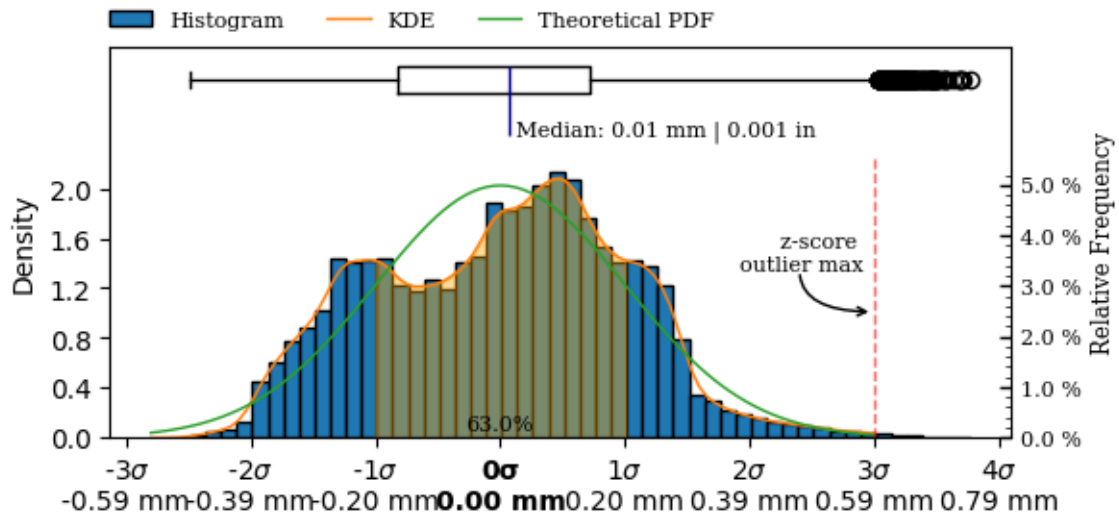 Histogram KDE Theoretical PDF
Median: 0.01 mm | 0.001 in
Density
2.0
1.6
1.2
0.8
0.4
0.0
z-score
outlier max
63.0%
5.0 %
4.0 %
3.0 %
2.0 %
1.0 %
0.0 %
Relative Frequency
-3σ -2σ -1σ 0σ 1σ 2σ 3σ 4σ
-0.59 mm -0.39 mm -0.20 mm 0.00 mm 0.20 mm 0.39 mm 0.59 mm 0.79 mm